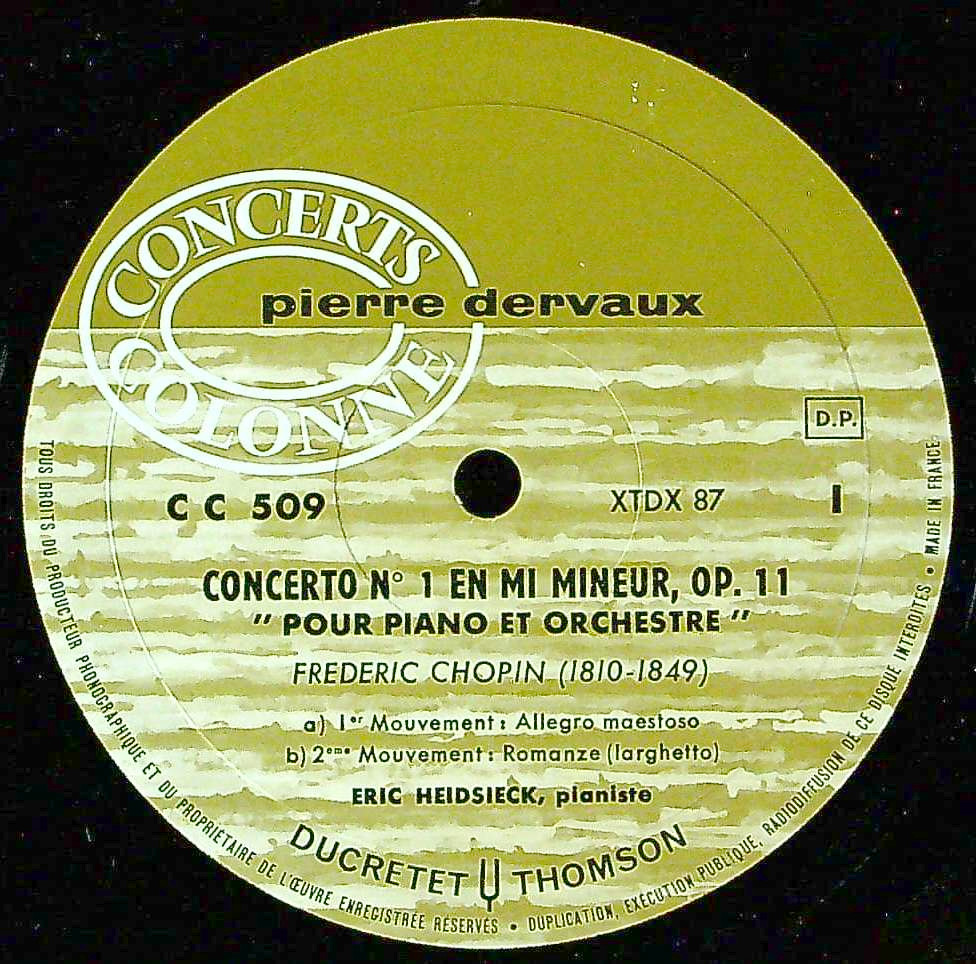 CONCERTS
COLONNE
pierre dervaux
D.P.
C C 509
XTDX 87
I
CONCERTO N° 1 EN MI MINEUR, OP. 11
" POUR PIANO ET ORCHESTRE "
FREDERIC CHOPIN (1810-1849)
a) 1er Mouvement : Allegro maestoso
b) 2eme Mouvement : Romanze (larghetto)
ERIC HEIDSIECK, pianiste
DUCRETET THOMSON
TOUS DROITS DU PRODUCTEUR PHONOGRAPHIQUE ET DU PROPRIÉTAIRE DE L'ŒUVRE ENREGISTRÉE RÉSERVÉS • DUPLICATION, EXÉCUTION PUBLIQUE, RADIODIFFUSION DE CE DISQUE INTERDITES • MADE IN FRANCE